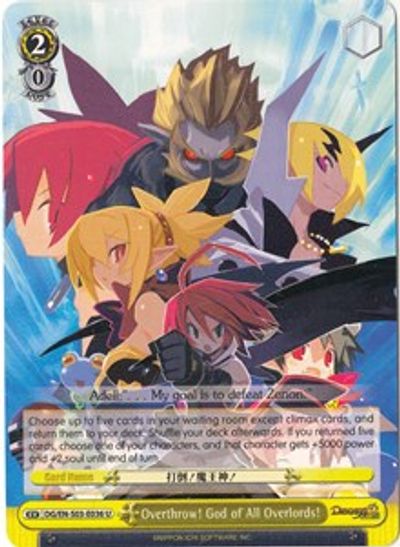 2
0
Adell: ". . . My goal is to defeat Zenon."
Choose up to five cards in your waiting room except climax cards, and
return them to your deck. Shuffle your deck afterwards. If you returned five
cards, choose one of your characters, and that character gets +5000 power
and +2 soul until end of turn.
Card Name
打倒!魔王神!
EV DG/EN-S03-E036 U
"Overthrow! God of All Overlords!
©NIPPON ICHI SOFTWARE INC.